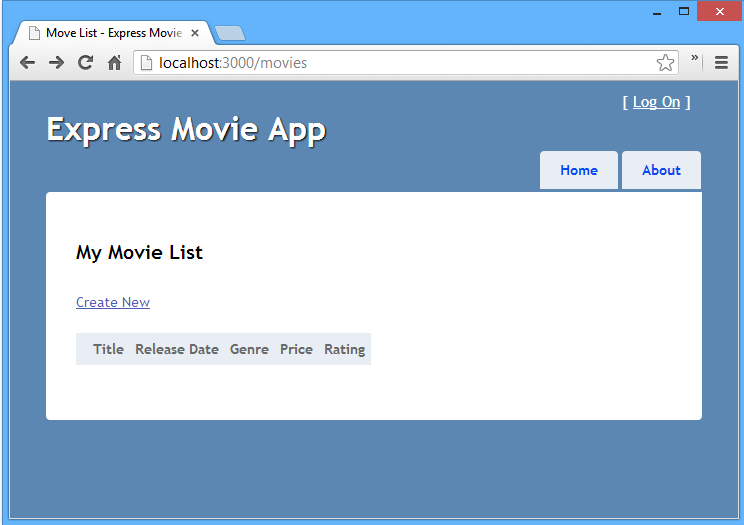 Move List - Express Movie
localhost:3000/movies
[ Log On ]
Express Movie App
Home About
My Movie List
Create New
Title Release Date Genre Price Rating